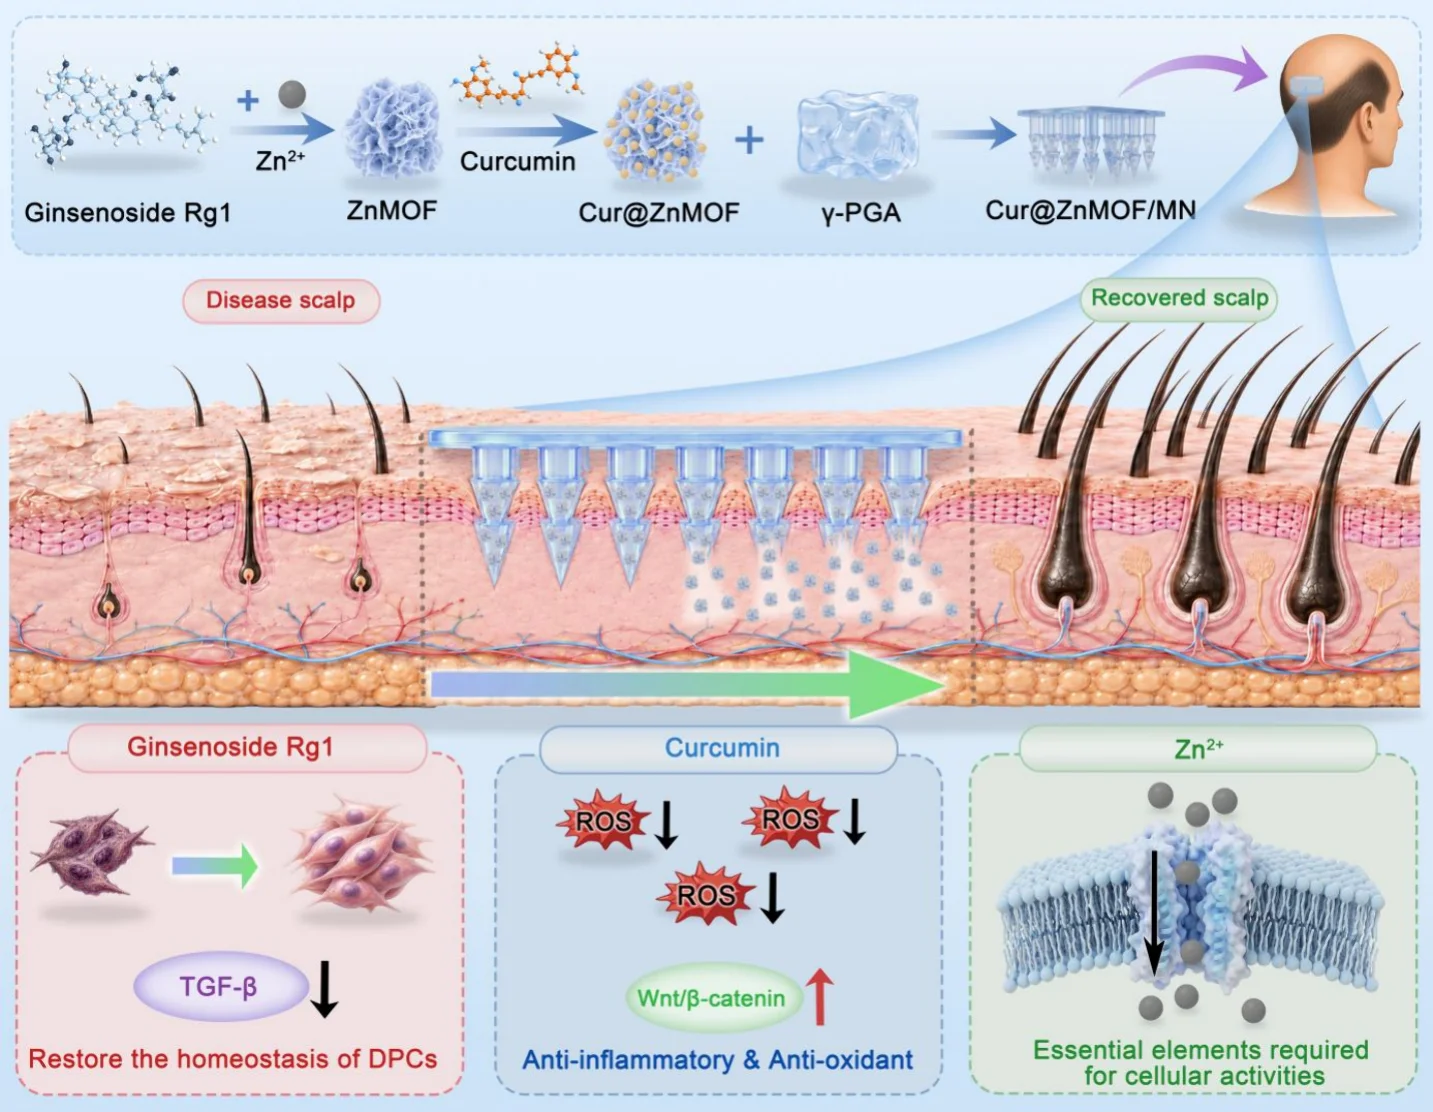 Zn²⁺
Curcumin
Ginsenoside Rg1
ZnMOF
Cur@ZnMOF
γ-PGA
Cur@ZnMOF/MN
Disease scalp
Recovered scalp
Ginsenoside Rg1
TGF-β
Restore the homeostasis of DPCs
Curcumin
ROS
ROS
ROS
Wnt/β-catenin
Anti-inflammatory & Anti-oxidant
Zn²⁺
Essential elements required
for cellular activities